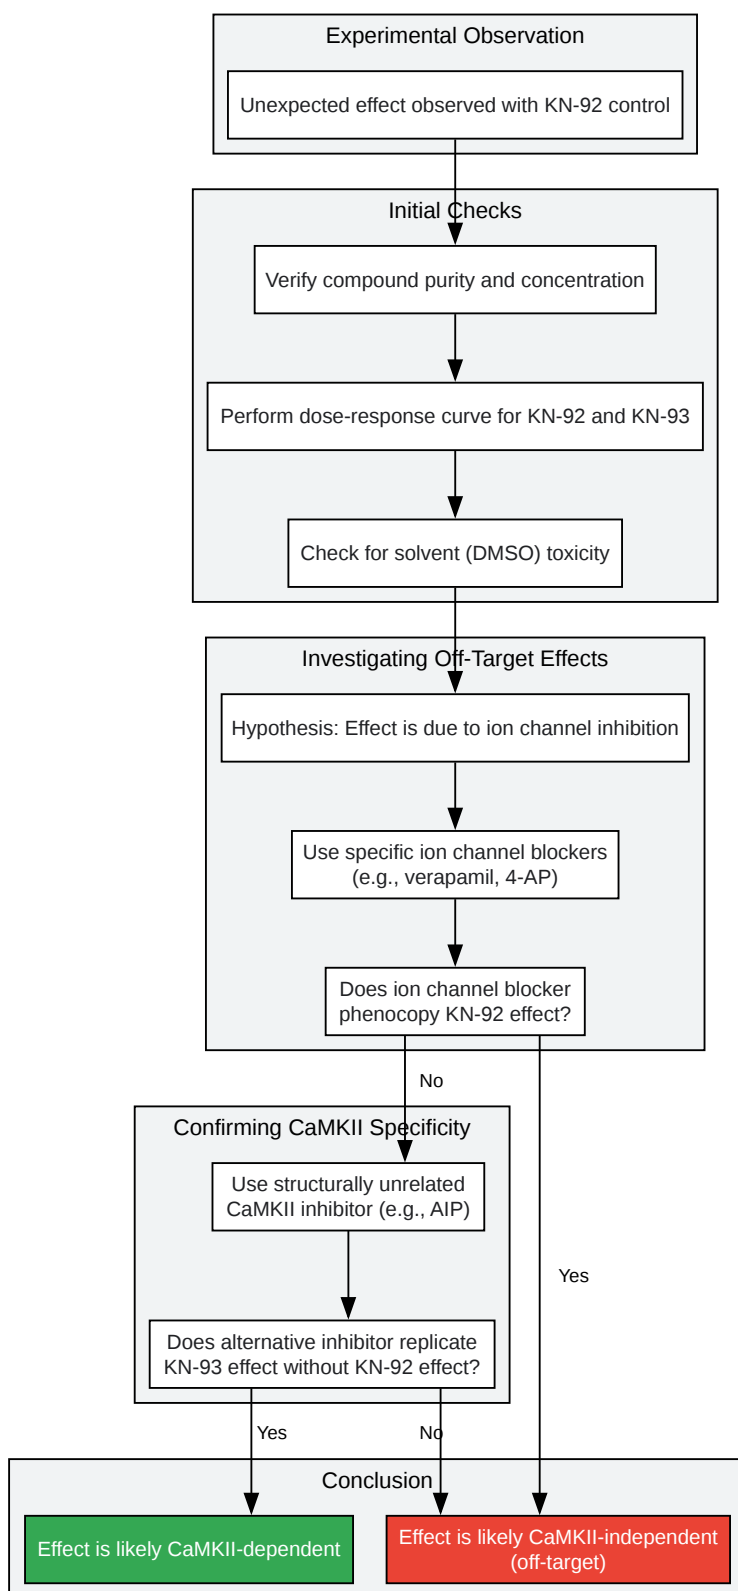 Experimental Observation
Unexpected effect observed with KN-92 control
Initial Checks
Verify compound purity and concentration
Perform dose-response curve for KN-92 and KN-93
Check for solvent (DMSO) toxicity
Investigating Off-Target Effects
Hypothesis: Effect is due to ion channel inhibition
Use specific ion channel blockers
(e.g., verapamil, 4-AP)
Does ion channel blocker
phenocopy KN-92 effect?
No
Confirming CaMKII Specificity
Use structurally unrelated
CaMKII inhibitor (e.g., AIP)
Yes
Does alternative inhibitor replicate
KN-93 effect without KN-92 effect?
Yes
No
Conclusion
Effect is likely CaMKII-dependent
Effect is likely CaMKII-independent
(off-target)